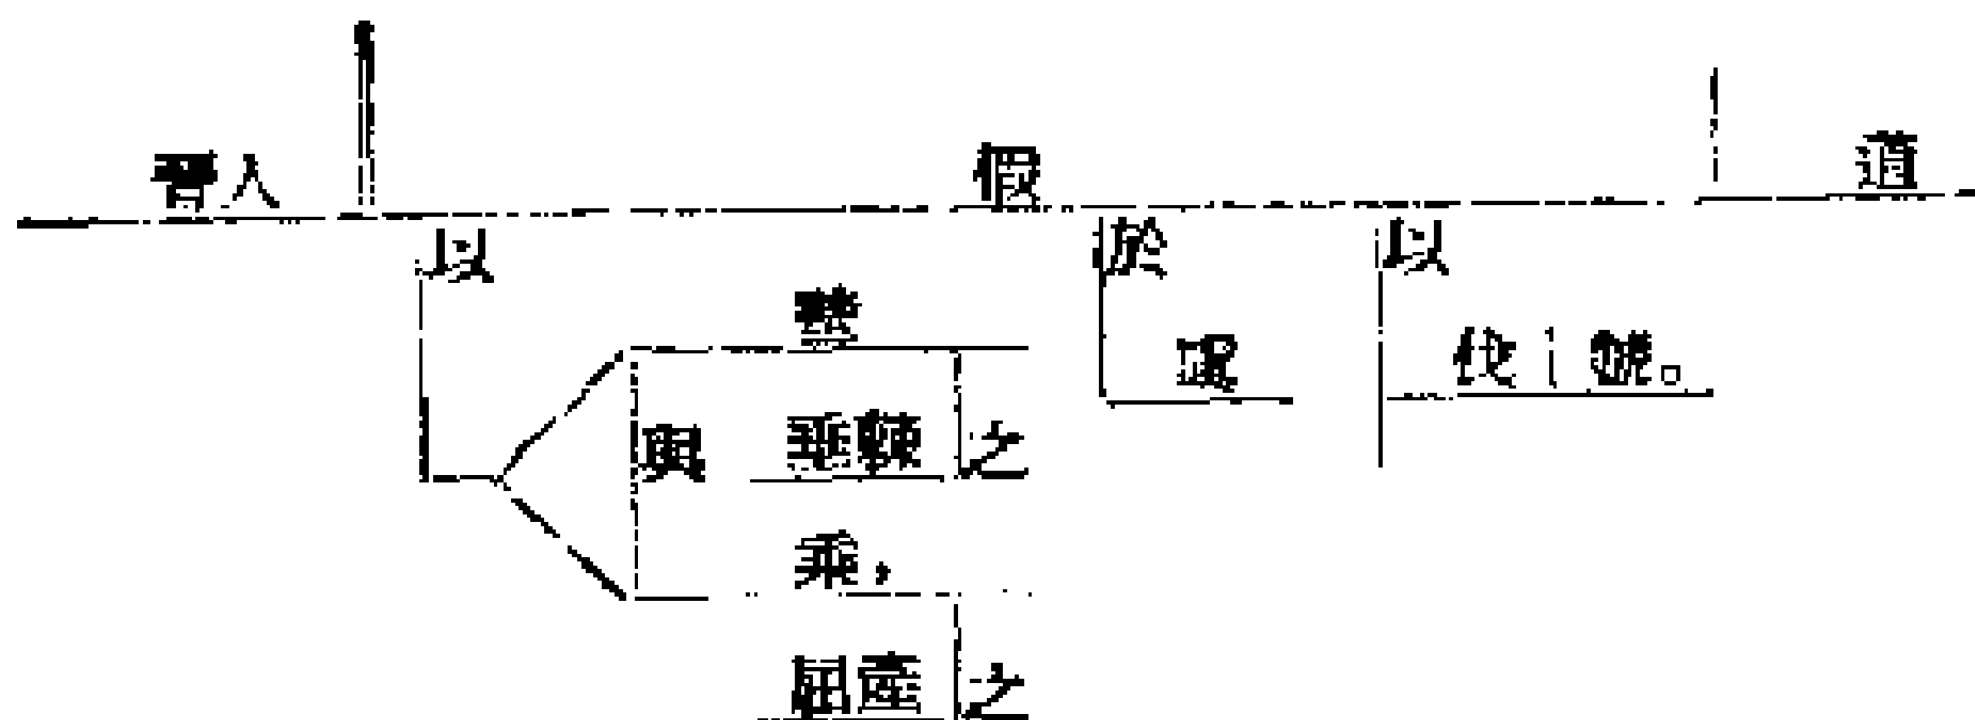 晉人 假 道
以 於 以
璧 虞 伐 虢。
與 垂棘 之
乘，
屈產 之